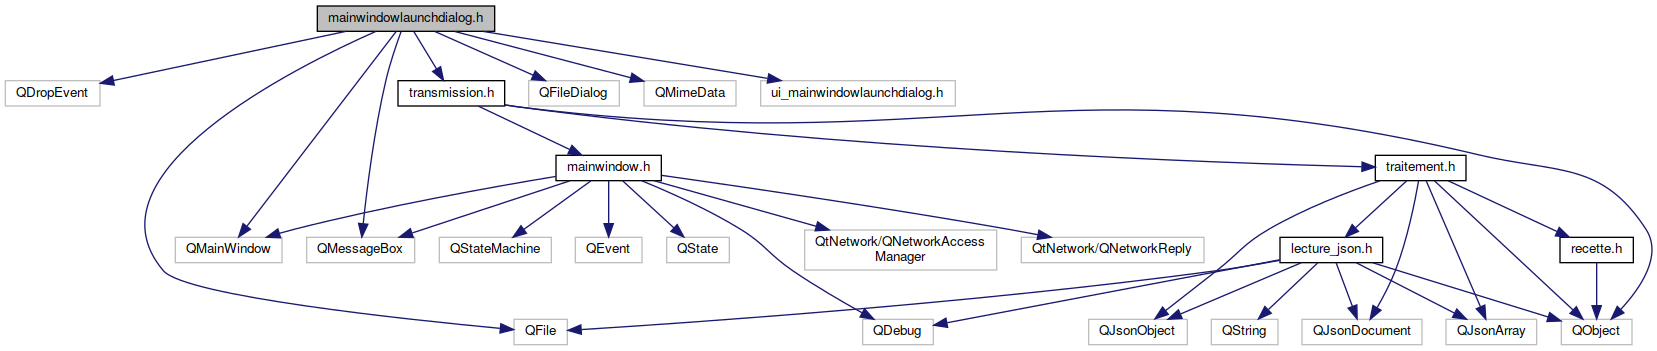 mainwindowlaunchdialog.h
QDropEvent
transmission.h
QFileDialog
QMimeData
ui_mainwindowlaunchdialog.h
mainwindow.h
traitement.h
QMainWindow
QMessageBox
QStateMachine
QEvent
QState
QtNetwork/QNetworkAccess
Manager
QtNetwork/QNetworkReply
lecture_json.h
recette.h
QFile
QDebug
QJsonObject
QString
QJsonDocument
QJsonArray
QObject